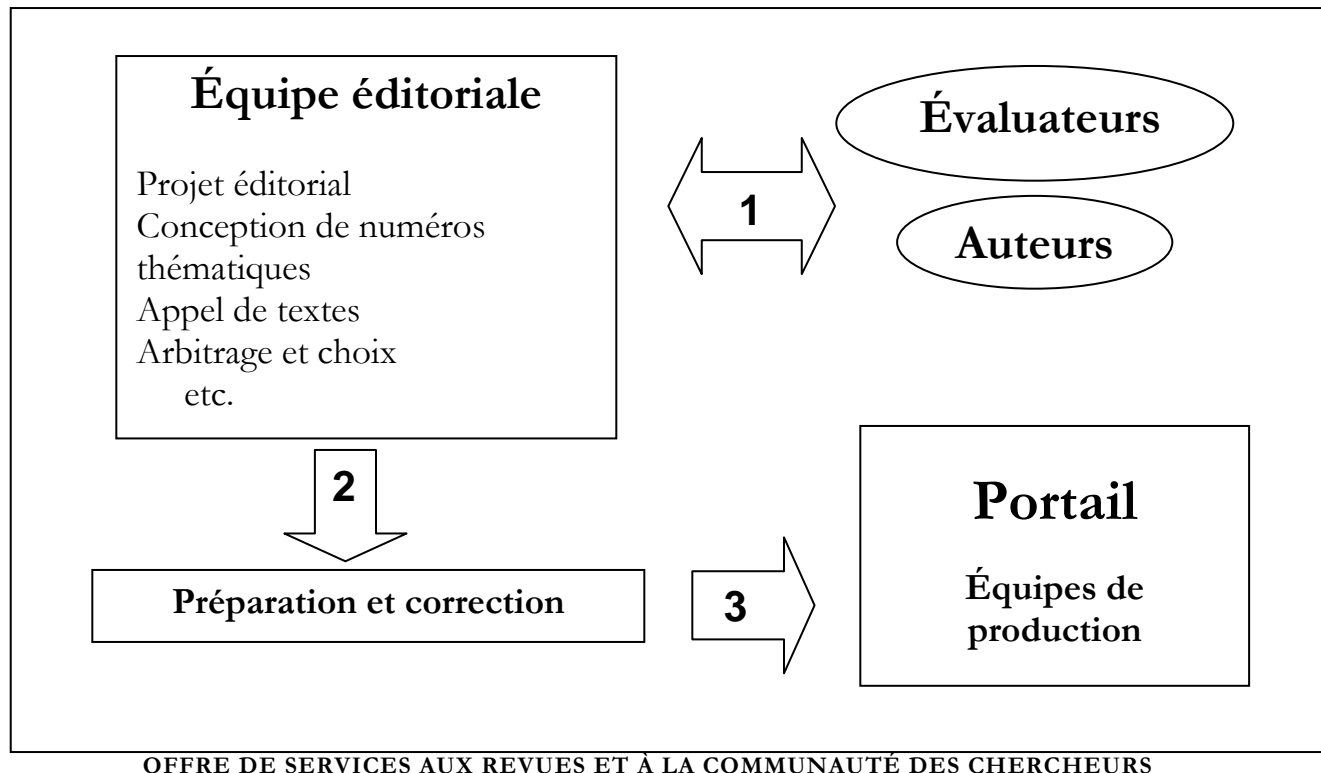 Équipe éditoriale
Projet éditorial
Conception de numéros
thématiques
Appel de textes
Arbitrage et choix
etc.
1
Évaluateurs
Auteurs
2
Préparation et correction
3
Portail
Équipes de
production
OFFRE DE SERVICES AUX REVUES ET À LA COMMUNAUTÉ DES CHERCHEURS